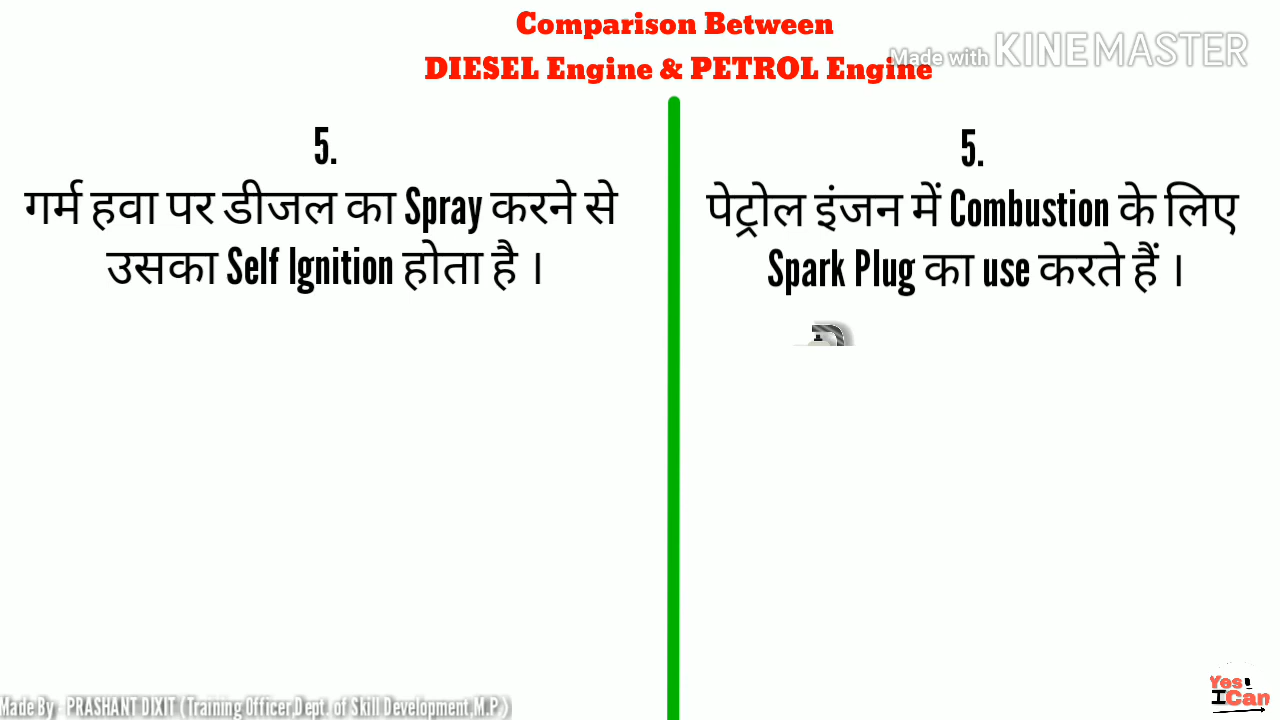 Comparison Between
DIESEL Engine & PETROL Engine
Made with KINEMASTER
5.
गर्म हवा पर डीजल का Spray करने से
उसका Self Ignition होता है ।
5.
पेट्रोल इंजन में Combustion के लिए
Spark Plug का use करते हैं ।
Made By : PRASHANT DIXIT (Training Officer,Dept. of Skill Development,M.P.)
Yes!
I Can